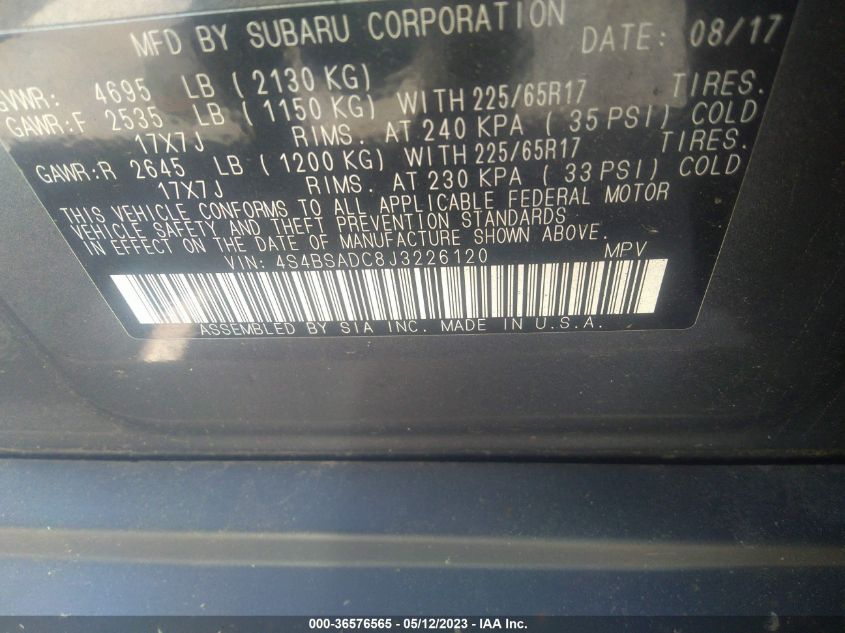 MFD BY SUBARU CORPORATION DATE: 08/17
GVWR: 4695 LB ( 2130 KG)
GAWR:F 2535 LB ( 1150 KG) WITH 225/65R17 TIRES.
17X7J RIMS. AT 240 KPA ( 35 PSI) COLD
GAWR:R 2645 LB ( 1200 KG) WITH 225/65R17 TIRES.
17X7J RIMS. AT 230 KPA ( 33 PSI) COLD
THIS VEHICLE CONFORMS TO ALL APPLICABLE FEDERAL MOTOR
VEHICLE SAFETY AND THEFT PREVENTION STANDARDS
IN EFFECT ON THE DATE OF MANUFACTURE SHOWN ABOVE.
VIN: 4S4BSADC8J3226120 MPV
ASSEMBLED BY SIA INC. MADE IN U.S.A.
000-36576565 - 05/12/2023 - IAA Inc.